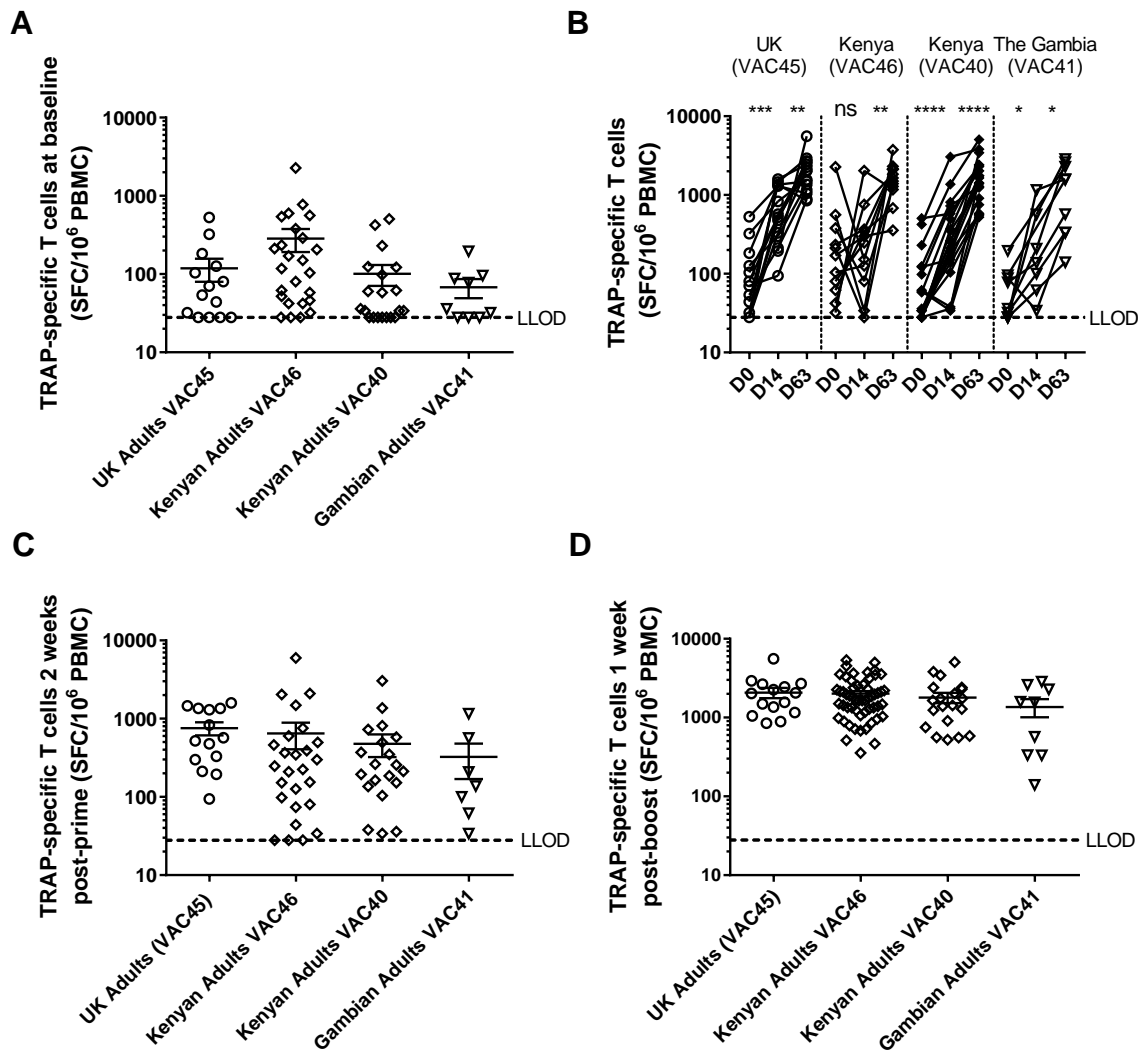 A
TRAP-specific T cells at baseline
(SFC/10⁶ PBMC)
10000
1000
100
10
LLOD
UK Adults VAC45
Kenyan Adults VAC46
Kenyan Adults VAC40
Gambian Adults VAC41
B
UK
(VAC45)
Kenya
(VAC46)
Kenya
(VAC40)
The Gambia
(VAC41)
*** ** ns ** **** **** * *
TRAP-specific T cells
(SFC/10⁶ PBMC)
10000
1000
100
10
LLOD
D0 D14 D63 D0 D14 D63 D0 D14 D63 D0 D14 D63
C
TRAP-specific T cells 2 weeks
post-prime (SFC/10⁶ PBMC)
10000
1000
100
10
LLOD
UK Adults (VAC45)
Kenyan Adults VAC46
Kenyan Adults VAC40
Gambian Adults VAC41
D
TRAP-specific T cells 1 week
post-boost (SFC/10⁶ PBMC)
10000
1000
100
10
LLOD
UK Adults (VAC45)
Kenyan Adults VAC46
Kenyan Adults VAC40
Gambian Adults VAC41